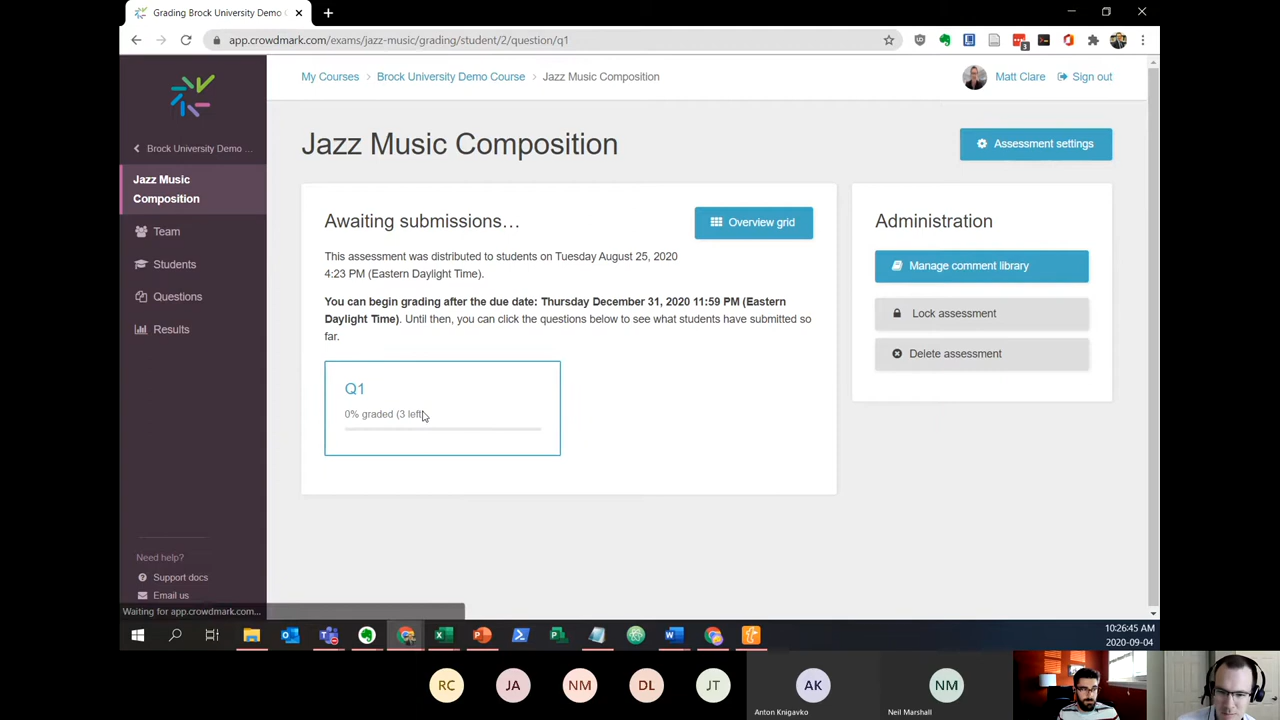 Grading Brock University Demo
app.crowdmark.com/exams/jazz-music/grading/student/2/question/q1
3
My Courses > Brock University Demo Course > Jazz Music Composition
Matt Clare
Sign out
Brock University Demo ...
Jazz Music Composition
Team
Students
Questions
Results
Need help?
Support docs
Email us
Jazz Music Composition
Assessment settings
Awaiting submissions…
Overview grid
This assessment was distributed to students on Tuesday August 25, 2020
4:23 PM (Eastern Daylight Time).
You can begin grading after the due date: Thursday December 31, 2020 11:59 PM (Eastern
Daylight Time). Until then, you can click the questions below to see what students have submitted so
far.
Q1
0% graded (3 left)
Administration
Manage comment library
Lock assessment
Delete assessment
Waiting for app.crowdmark.com...
10:26:45 AM
2020-09-04
RC
JA
NM
DL
JT
AK
NM
Anton Knigavko
Neil Marshall